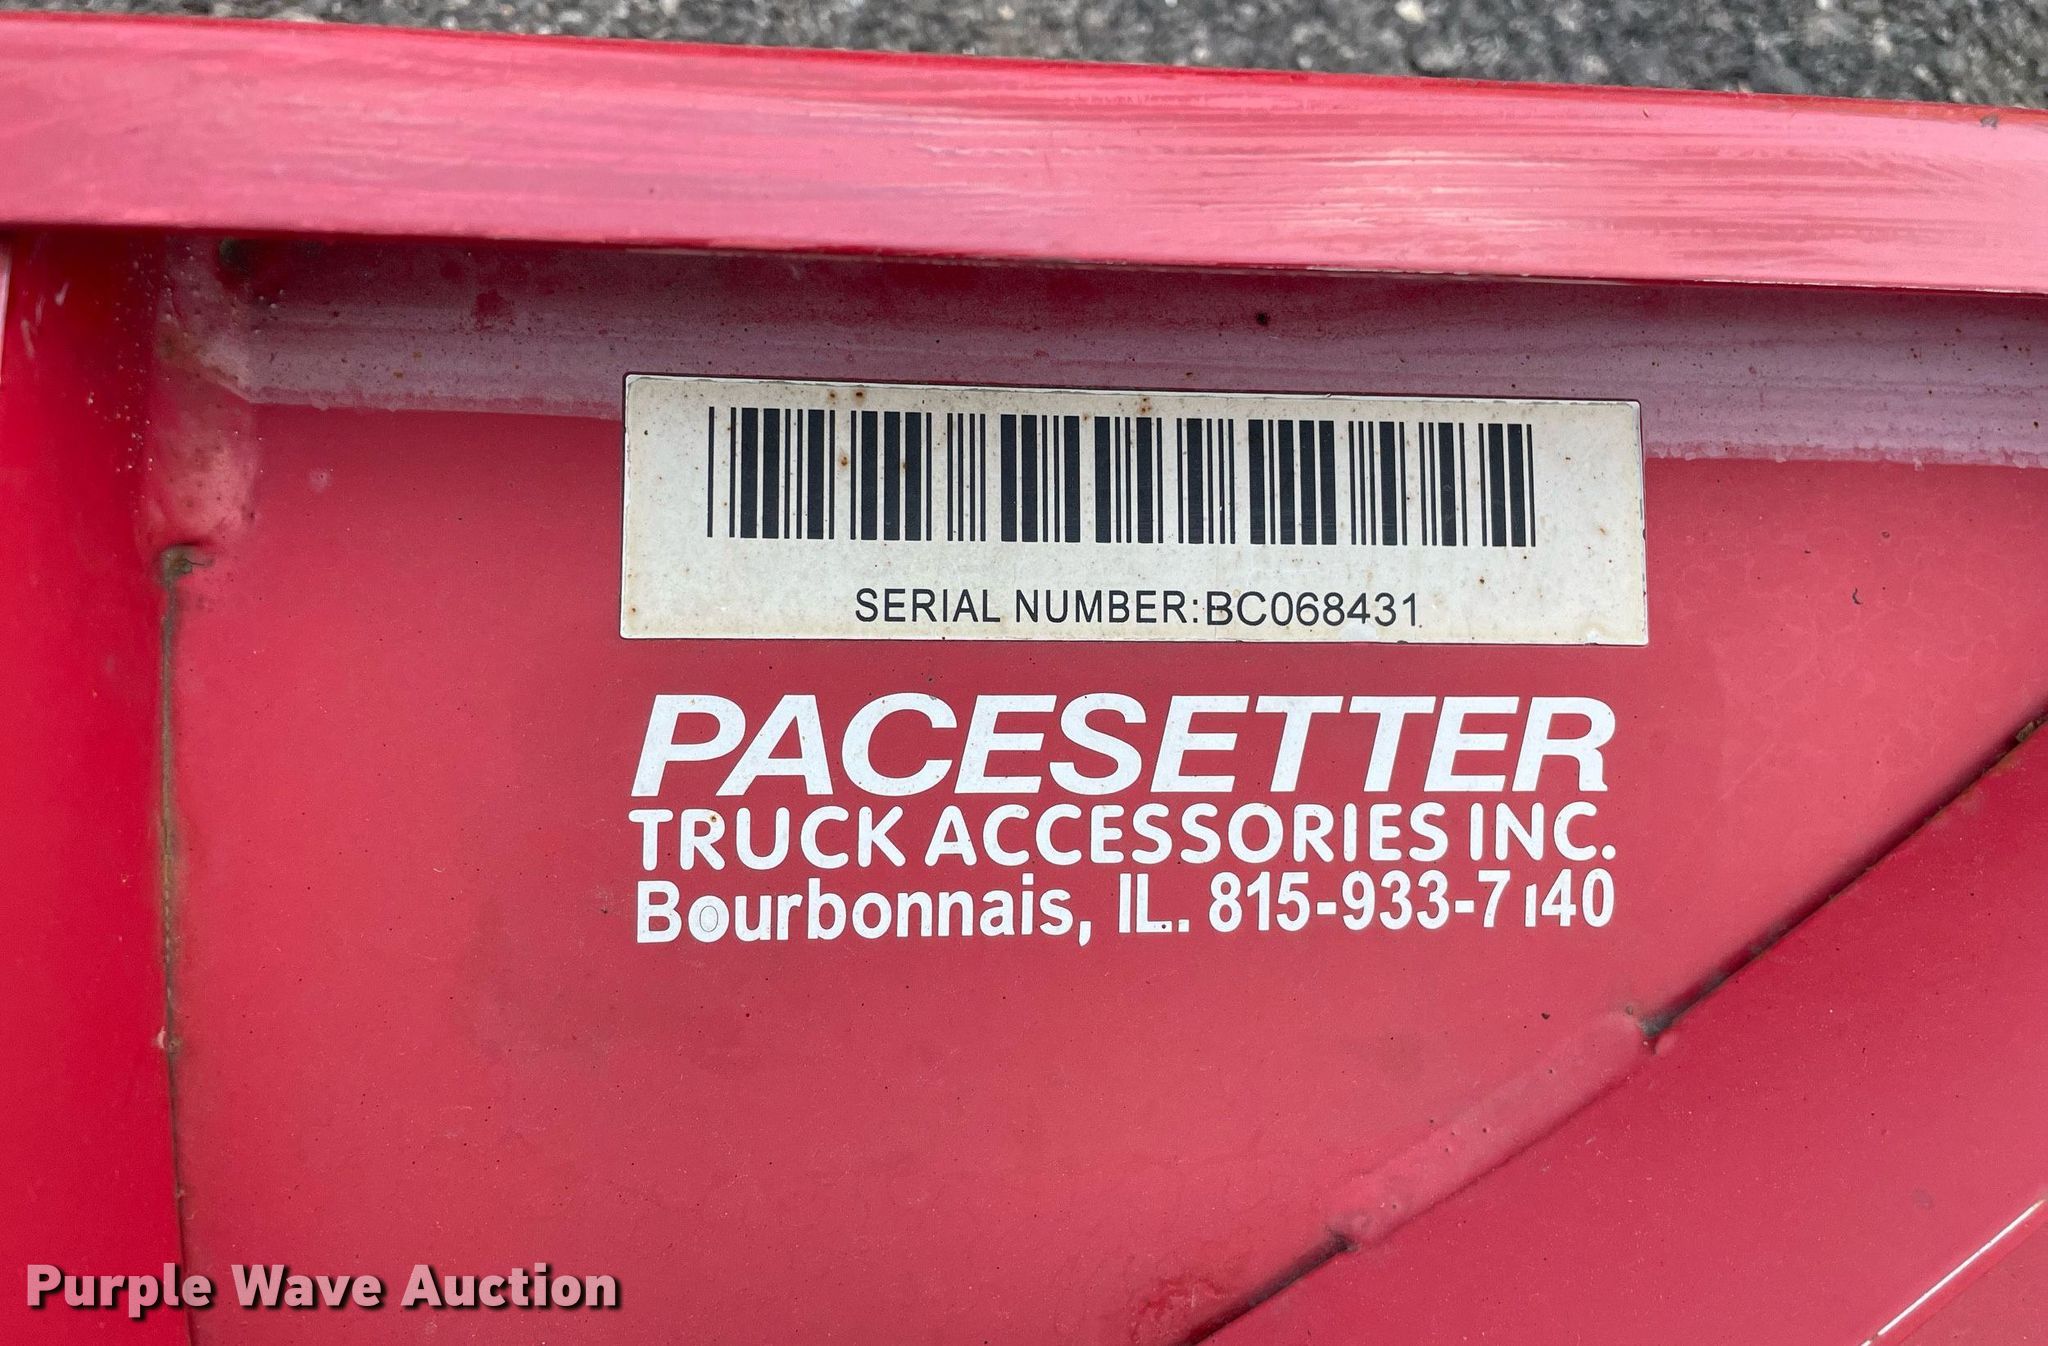 SERIAL NUMBER:BC068431
PACESETTER
TRUCK ACCESSORIES INC.
Bourbonnais, IL. 815-933-7140
Purple Wave Auction